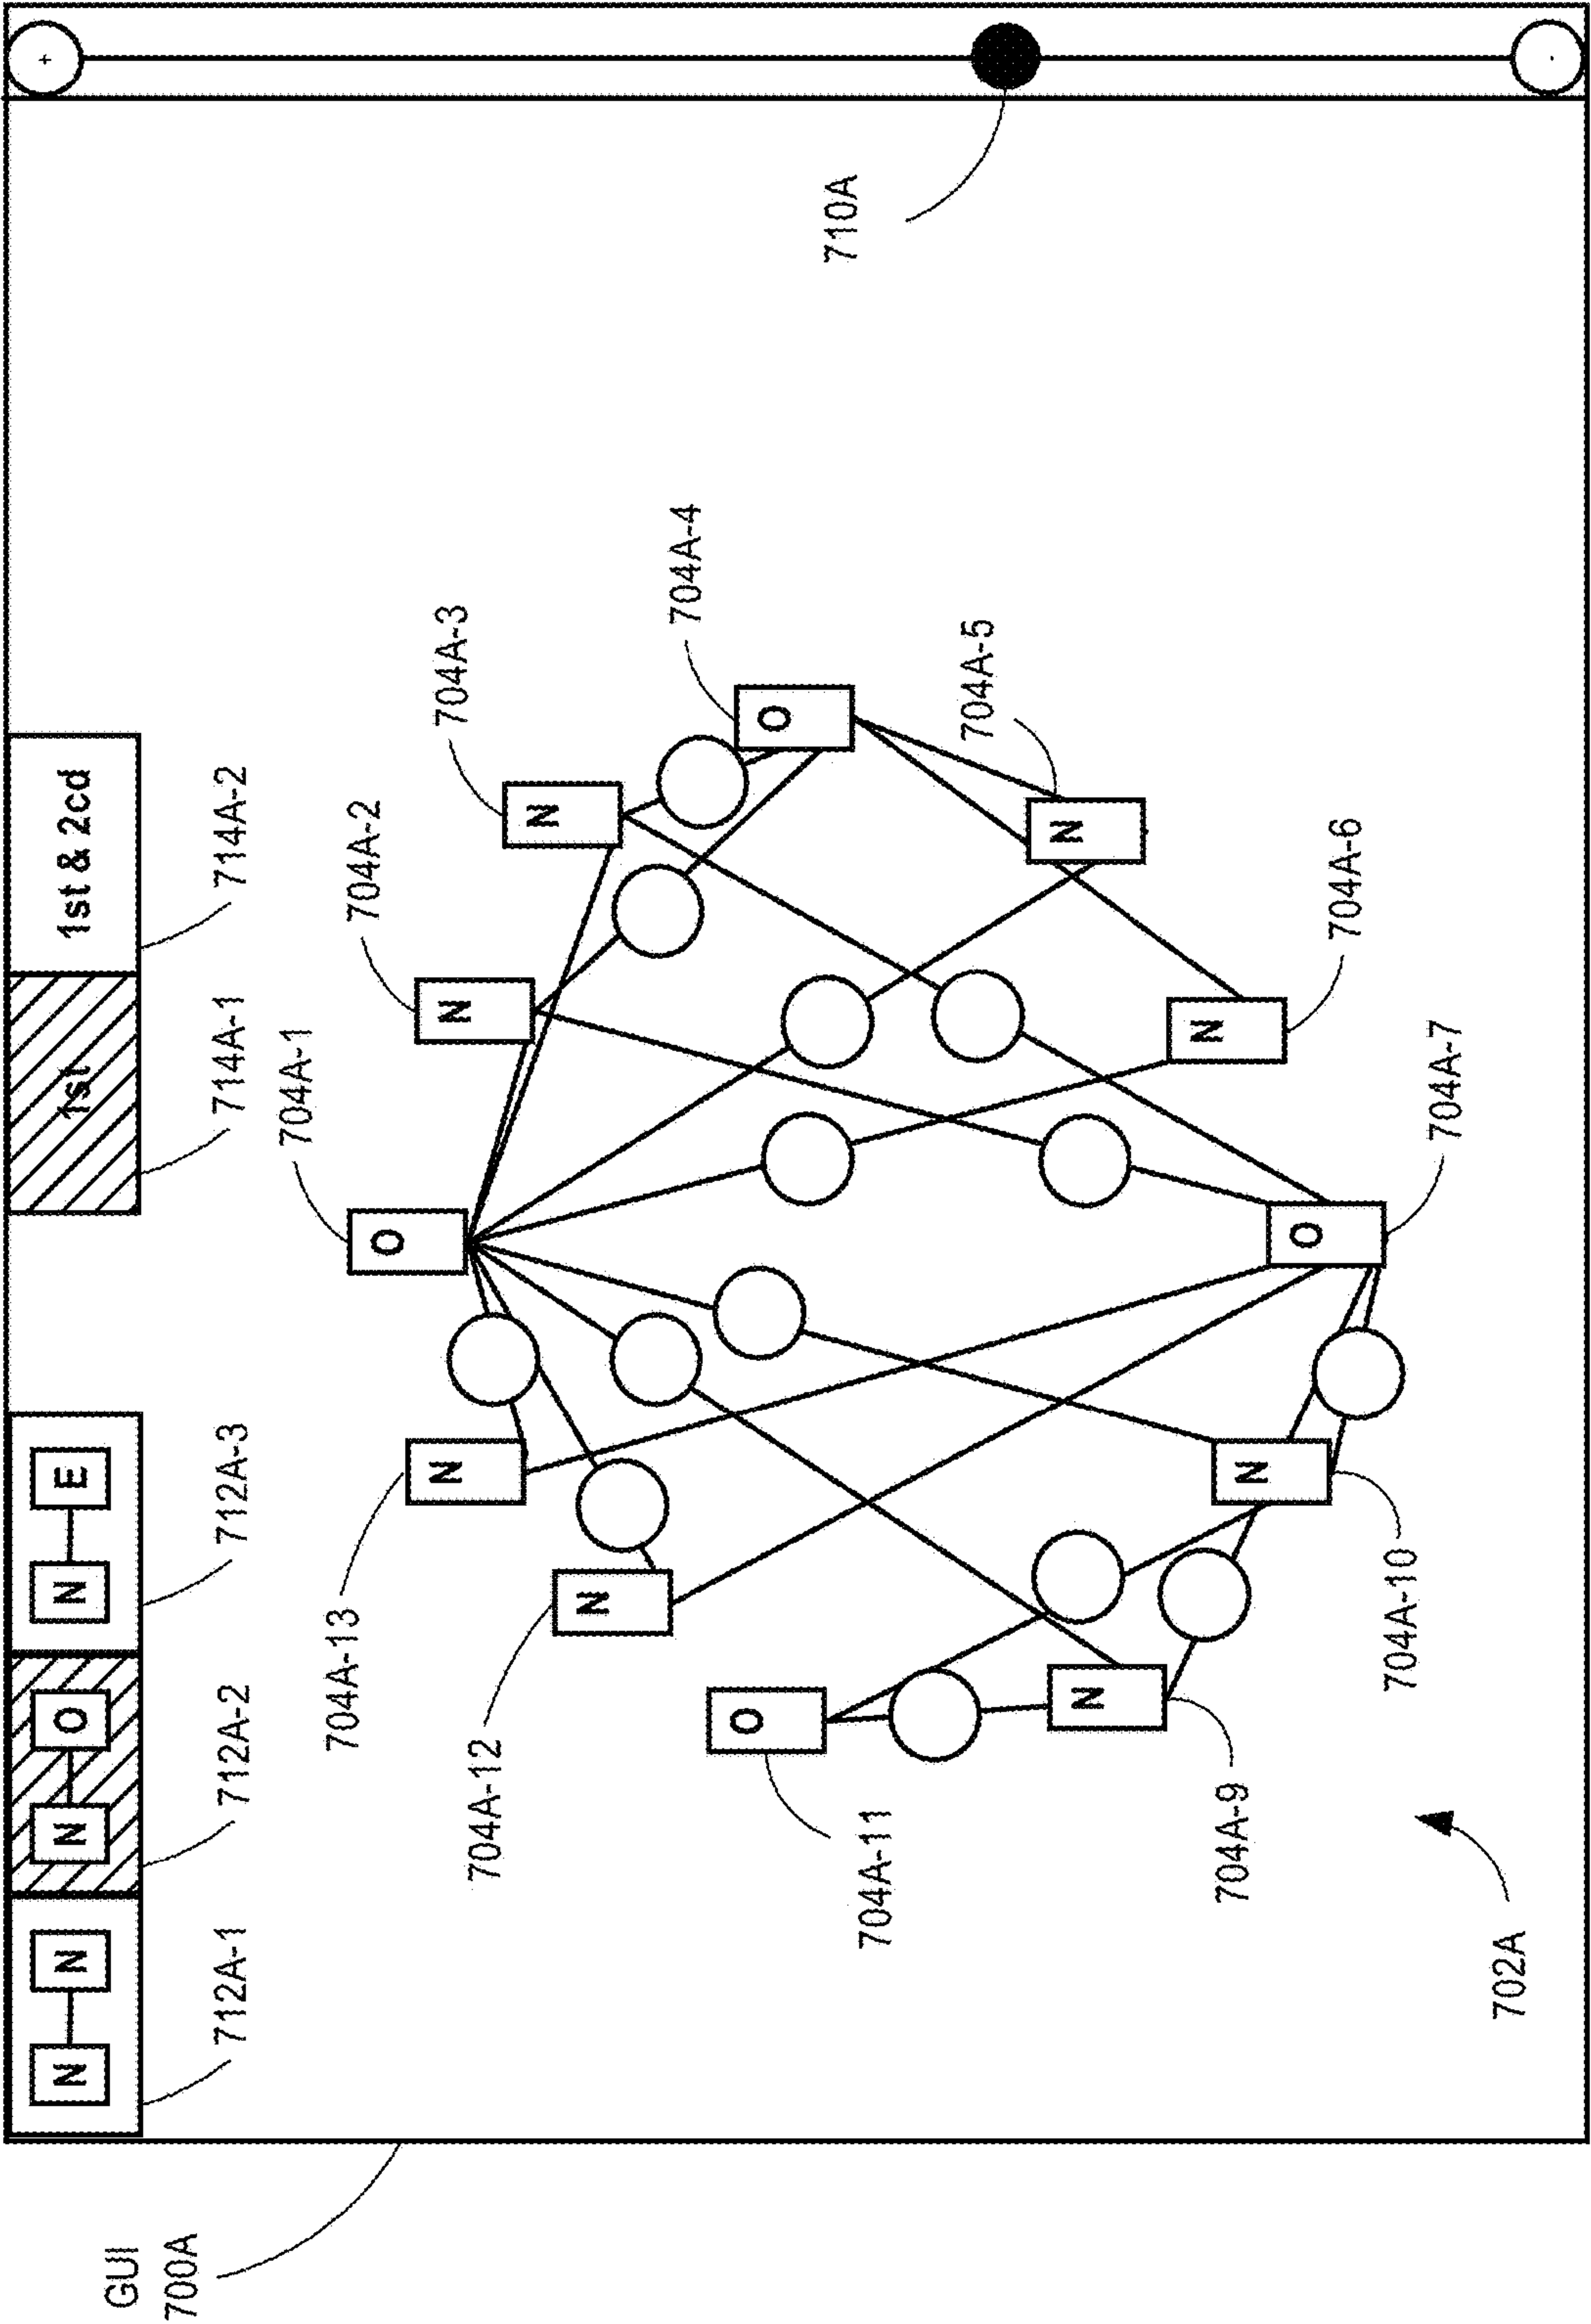 GUI
700A
N N
N O
N E
1st
1st & 2cd
712A-1
712A-2
712A-3
714A-1
714A-2
704A-1
O
704A-2
N
704A-3
N
704A-4
O
704A-5
N
704A-6
N
704A-7
O
704A-13
N
704A-12
N
704A-11
O
704A-9
N
704A-10
N
702A
710A
+
-